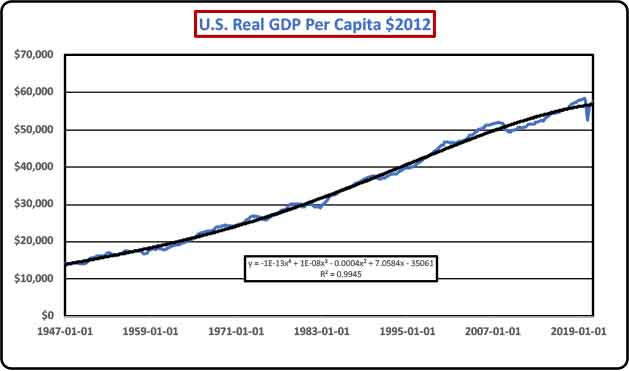 U.S. Real GDP Per Capita $2012
$70,000
$60,000
$50,000
$40,000
$30,000
$20,000
$10,000
$0
y = -1E-13x⁴ + 1E-08x³ - 0.0004x² + 7.0584x - 35061
R² = 0.9945
1947-01-01 1959-01-01 1971-01-01 1983-01-01 1995-01-01 2007-01-01 2019-01-01